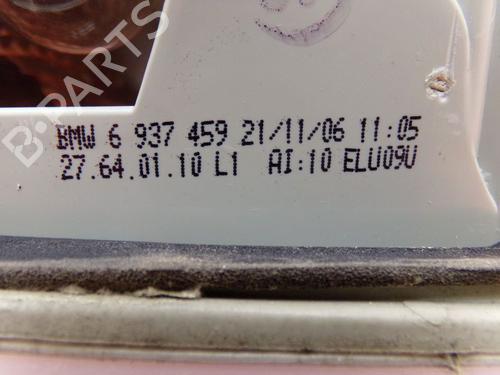 B-PARTS
BMW 6 937 459 21/11/06 11:05
27.64.01.10 L1 AI:10 ELU09U